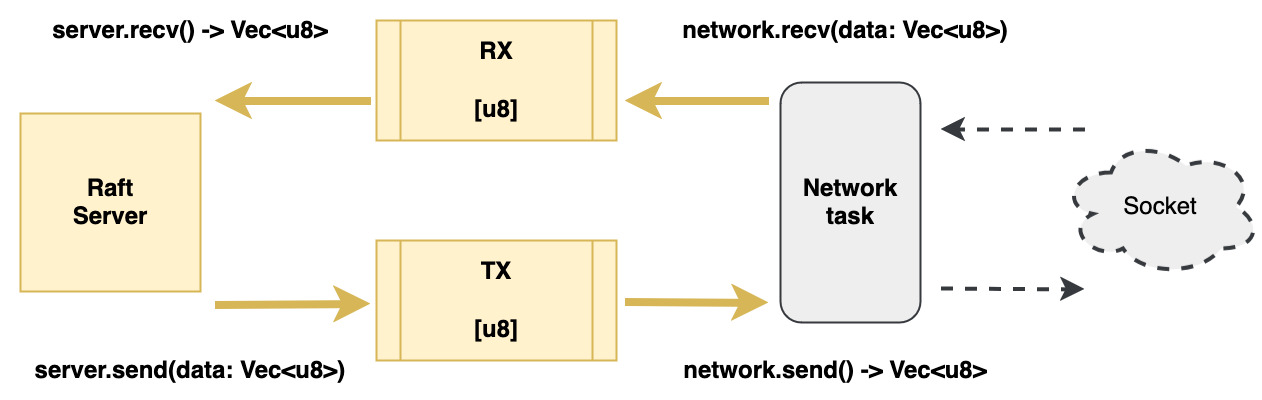 server.recv() -> Vec<u8>
network.recv(data: Vec<u8>)
RX
[u8]
Raft
Server
Network
task
Socket
TX
[u8]
server.send(data: Vec<u8>)
network.send() -> Vec<u8>